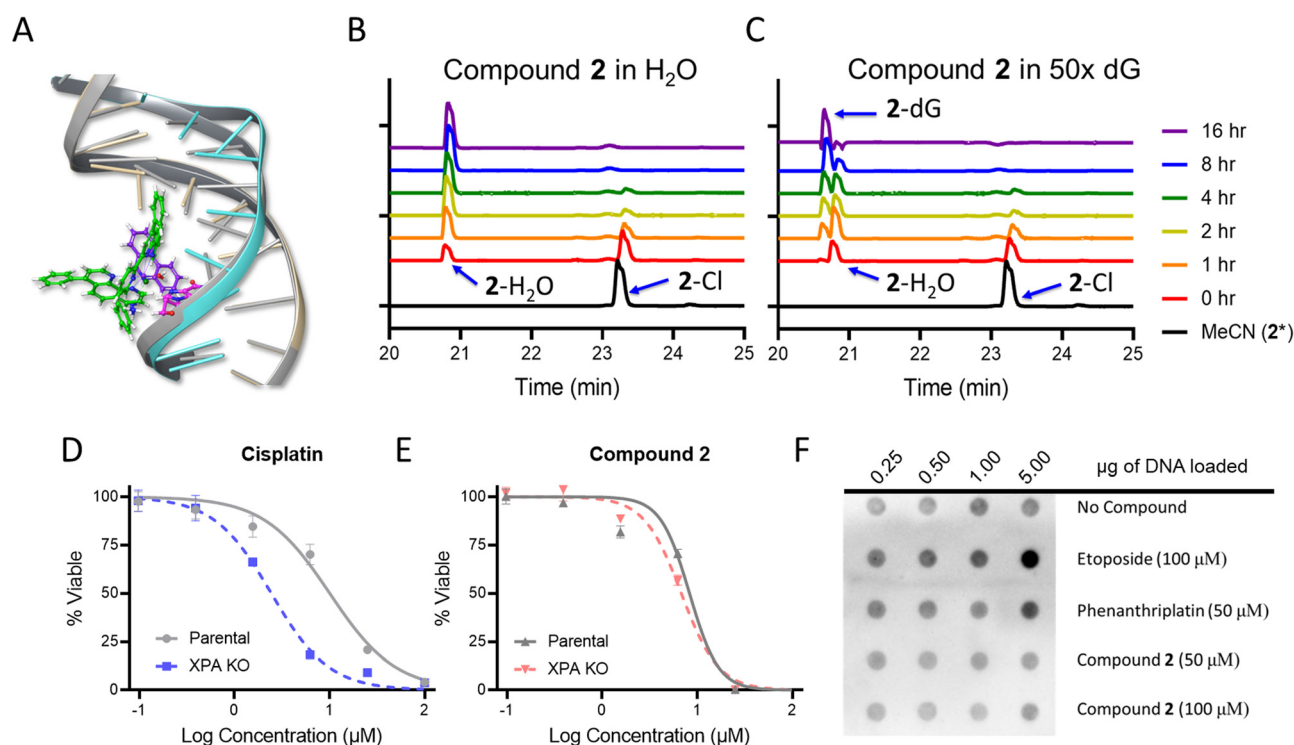 A
B
Compound 2 in H₂O
2-H₂O
2-Cl
20 21 22 23 24 25
Time (min)
C
Compound 2 in 50x dG
2-dG
2-H₂O
2-Cl
20 21 22 23 24 25
Time (min)
16 hr
8 hr
4 hr
2 hr
1 hr
0 hr
MeCN (2*)
D
Cisplatin
% Viable
100
75
50
25
0
Parental
XPA KO
-1 0 1 2
Log Concentration (µM)
E
Compound 2
% Viable
100
75
50
25
0
Parental
XPA KO
-1 0 1 2
Log Concentration (µM)
F
0.25 0.50 1.00 5.00 µg of DNA loaded
No Compound
Etoposide (100 µM)
Phenanthriplatin (50 µM)
Compound 2 (50 µM)
Compound 2 (100 µM)